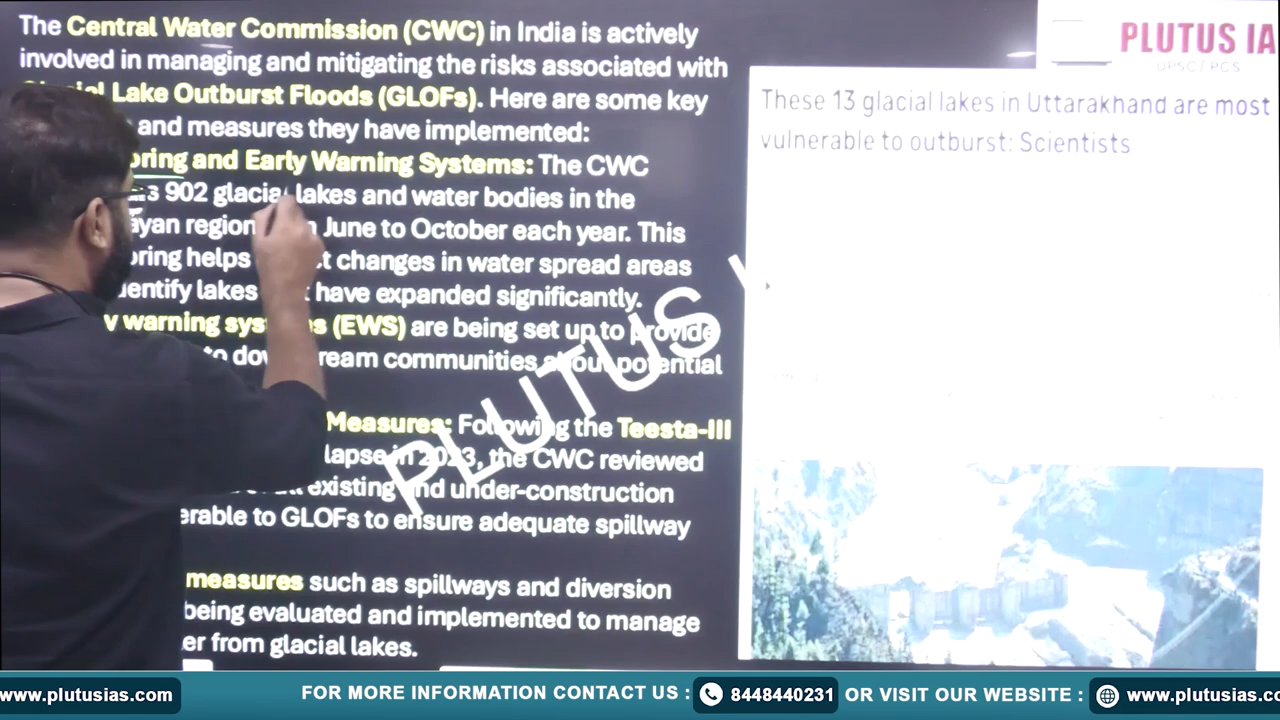 The Central Water Commission (CWC) in India is actively
involved in managing and mitigating the risks associated with
Glacial Lake Outburst Floods (GLOFs). Here are some key
and measures they have implemented:
oring and Early Warning Systems: The CWC
902 glacial lakes and water bodies in the
ayan region June to October each year. This
oring helps changes in water spread areas
entify lakes have expanded significantly.
warning systems (EWS) are being set up to provide
to downstream communities about potential
Measures: Following the Teesta-III
lapse in 2023, the CWC reviewed
existing and under-construction
erable to GLOFs to ensure adequate spillway
measures such as spillways and diversion
being evaluated and implemented to manage
er from glacial lakes.
PLUTUS
PLUTUS IA
UPSC/ PCS
These 13 glacial lakes in Uttarakhand are most
vulnerable to outburst: Scientists
www.plutusias.com
FOR MORE INFORMATION CONTACT US : 8448440231 OR VISIT OUR WEBSITE : www.plutusias.co